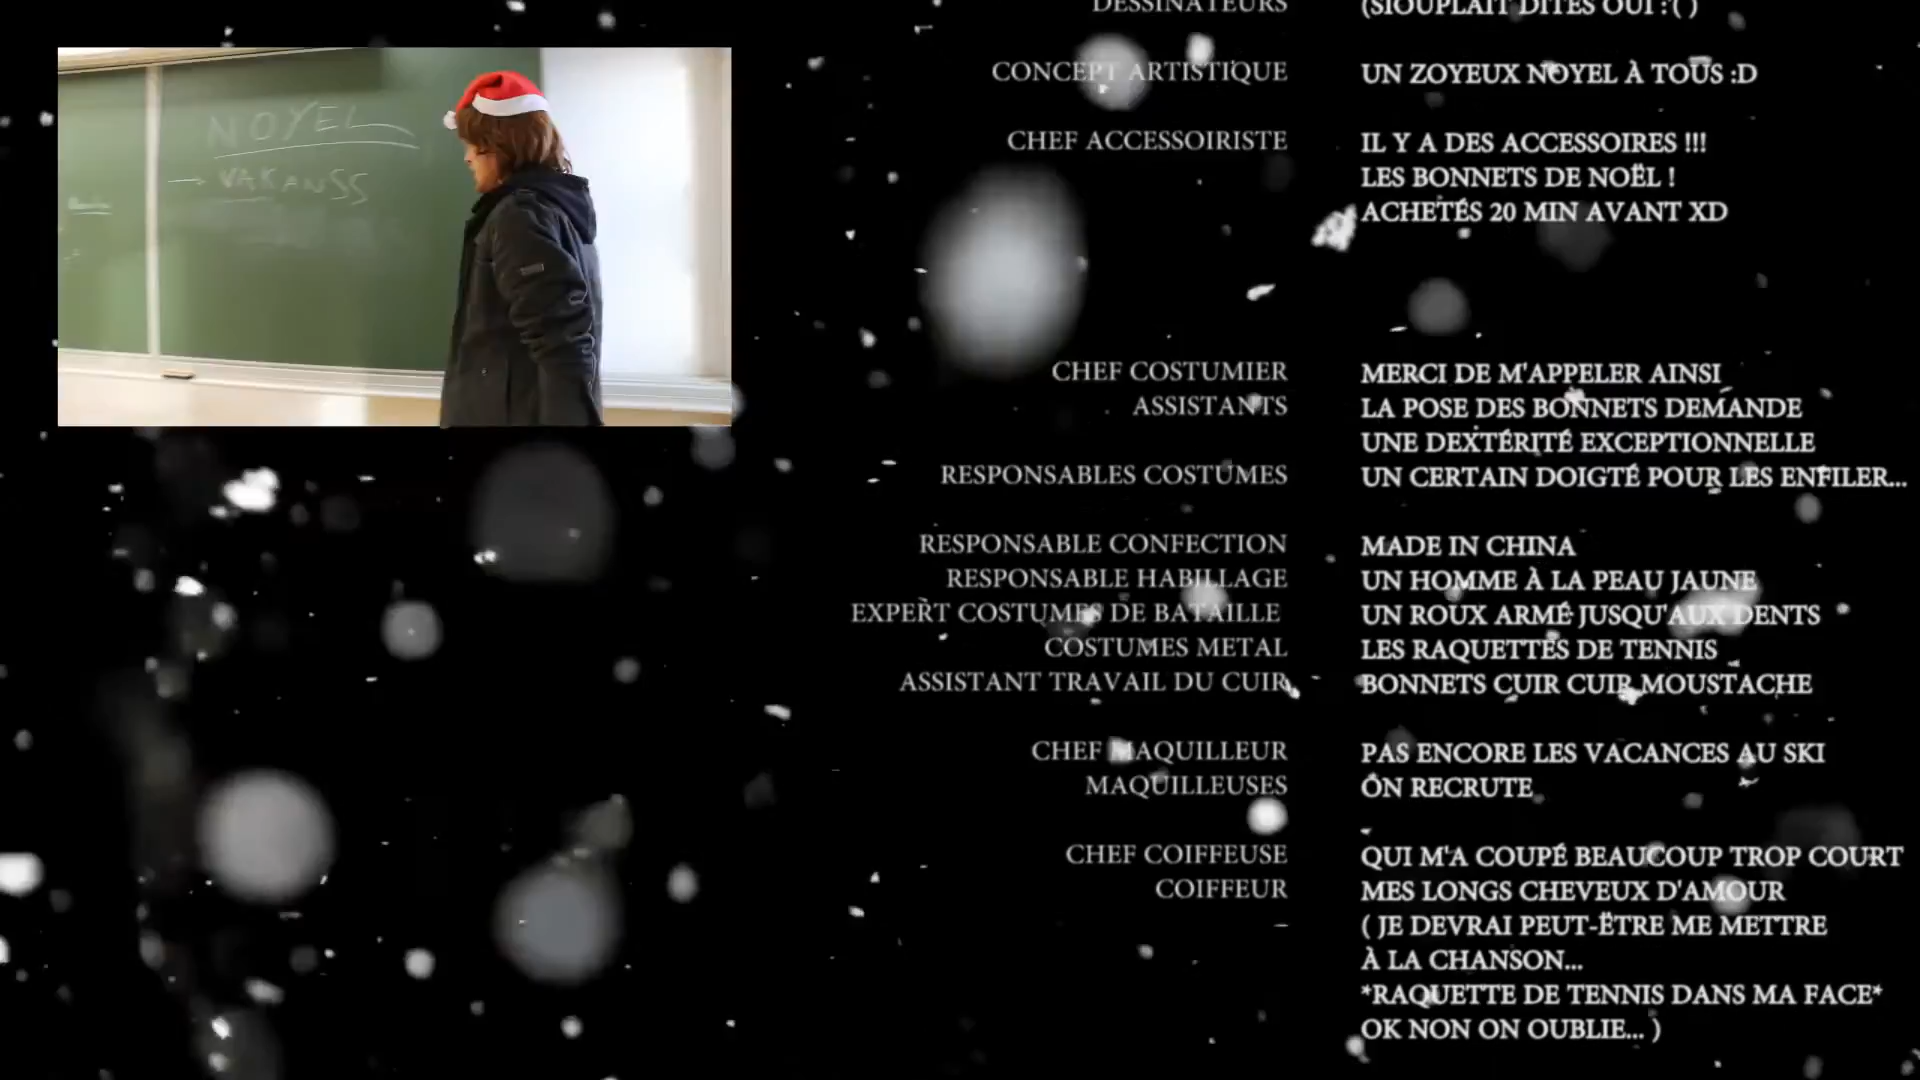 NOYEL
→ VAKANSS
DESSINATEURS (SIOUPLAIT DITES OUI :'( )
CONCEPT ARTISTIQUE UN ZOYEUX NOYEL À TOUS :D
CHEF ACCESSOIRISTE IL Y A DES ACCESSOIRES !!!
LES BONNETS DE NOËL !
ACHETÉS 20 MIN AVANT XD
CHEF COSTUMIER MERCI DE M'APPELER AINSI
ASSISTANTS LA POSE DES BONNETS DEMANDE
UNE DEXTÉRITÉ EXCEPTIONNELLE
RESPONSABLES COSTUMES UN CERTAIN DOIGTÉ POUR LES ENFILER...
RESPONSABLE CONFECTION MADE IN CHINA
RESPONSABLE HABILLAGE UN HOMME À LA PEAU JAUNE
EXPERT COSTUMES DE BATAILLE UN ROUX ARMÉ JUSQU'AUX DENTS
COSTUMES METAL LES RAQUETTES DE TENNIS
ASSISTANT TRAVAIL DU CUIR BONNETS CUIR CUIR MOUSTACHE
CHEF MAQUILLEUR PAS ENCORE LES VACANCES AU SKI
MAQUILLEUSES ON RECRUTE
CHEF COIFFEUSE QUI M'A COUPÉ BEAUCOUP TROP COURT
COIFFEUR MES LONGS CHEVEUX D'AMOUR
( JE DEVRAI PEUT-ÊTRE ME METTRE
À LA CHANSON...
*RAQUETTE DE TENNIS DANS MA FACE*
OK NON ON OUBLIE... )